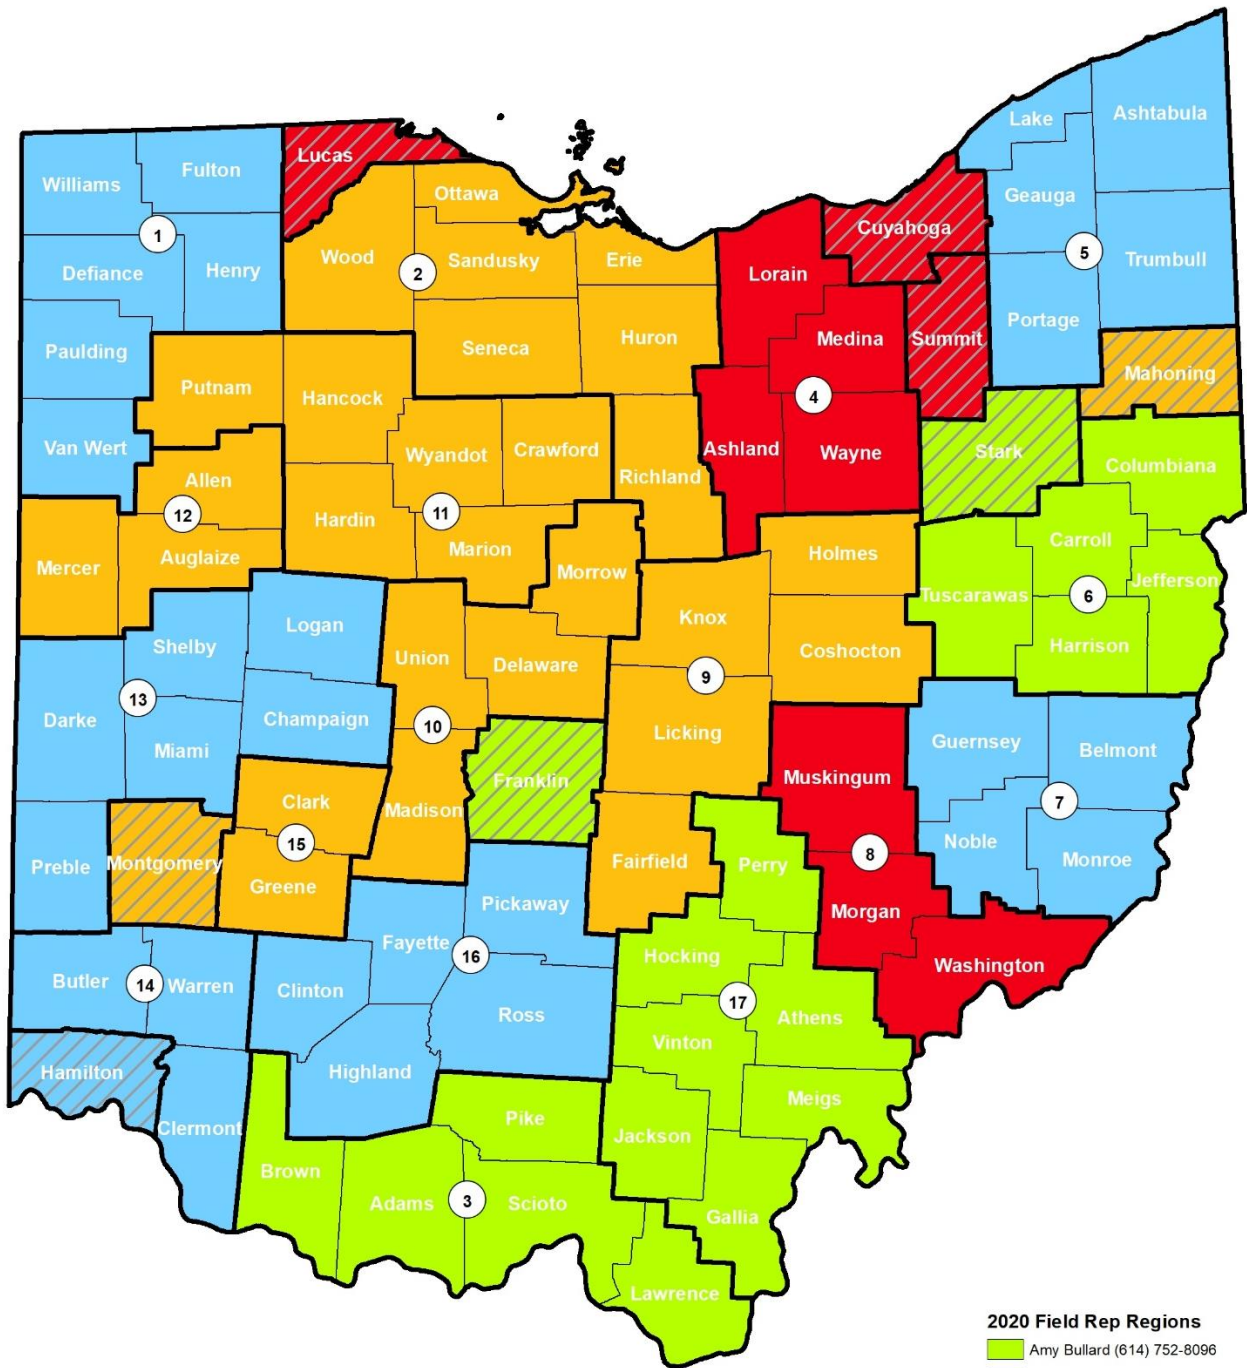 Lake
Ashtabula
Lucas
Fulton
Williams
Ottawa
Geauga
Cuyahoga
1
Wood
2
Sandusky
Erie
Lorain
5
Trumbull
Defiance
Henry
Portage
Medina
Summit
Huron
Seneca
Paulding
Mahoning
Putnam
Hancock
4
Van Wert
Wyandot
Crawford
Ashland
Wayne
Stark
Columbiana
Allen
Richland
12
11
Hardin
Marion
Carroll
Holmes
Auglaize
Mercer
Morrow
Jefferson
Tuscarawas
6
Knox
Logan
Shelby
Union
Delaware
Coshocton
Harrison
9
13
Darke
Champaign
10
Licking
Guernsey
Belmont
Miami
Muskingum
Franklin
Clark
Madison
7
15
Noble
Montgomery
Fairfield
Perry
8
Monroe
Preble
Greene
Pickaway
Morgan
Fayette
16
Hocking
Washington
Butler
14
Warren
Clinton
17
Ross
Athens
Vinton
Hamilton
Highland
Meigs
Pike
Clermont
Jackson
Brown
Adams
3
Scioto
Gallia
Lawrence
2020 Field Rep Regions
Amy Bullard (614) 752-8096